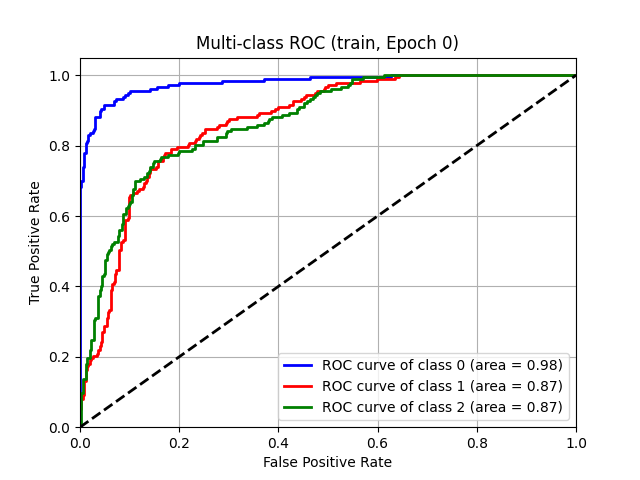 Multi-class ROC (train, Epoch 0)
True Positive Rate
1.0
0.8
0.6
0.4
0.2
0.0
ROC curve of class 0 (area = 0.98)
ROC curve of class 1 (area = 0.87)
ROC curve of class 2 (area = 0.87)
0.0 0.2 0.4 0.6 0.8 1.0
False Positive Rate